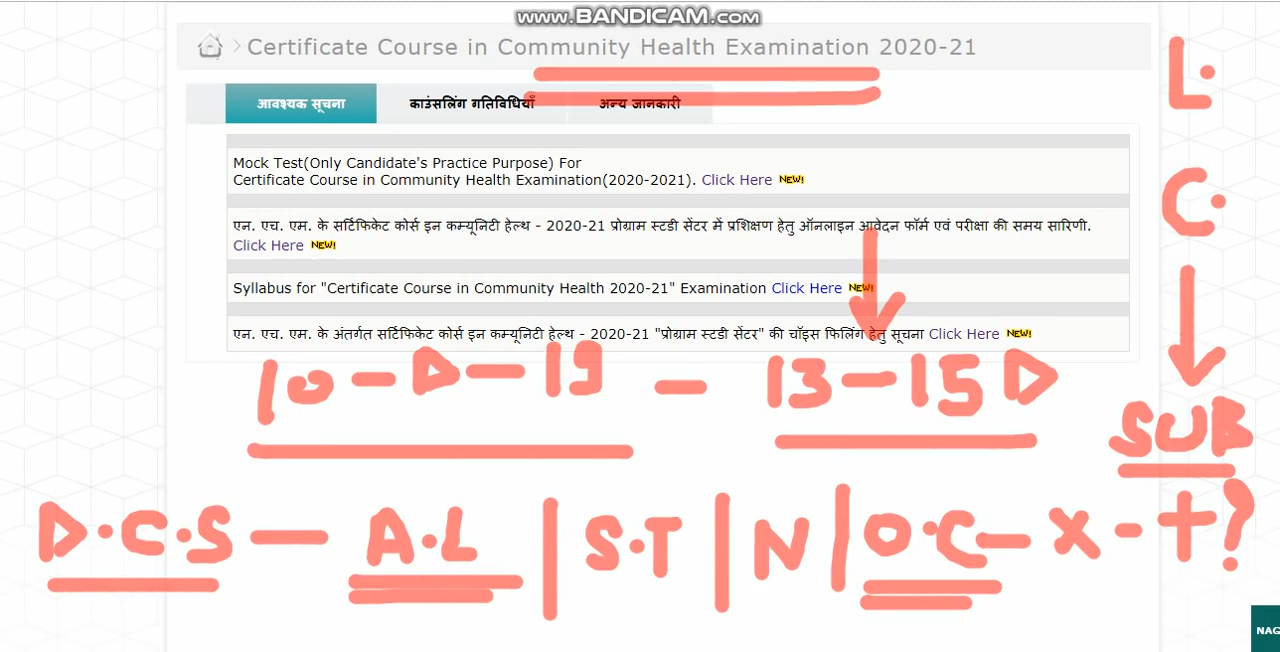 www.BANDICAM.com
Certificate Course in Community Health Examination 2020-21
आवश्यक सूचना काउंसलिंग गतिविधियाँ अन्य जानकारी
Mock Test(Only Candidate's Practice Purpose) For
Certificate Course in Community Health Examination(2020-2021). Click Here NEW!
एन. एच. एम. के सर्टिफिकेट कोर्स इन कम्यूनिटी हेल्थ - 2020-21 प्रोग्राम स्टडी सेंटर में प्रशिक्षण हेतु ऑनलाइन आवेदन फॉर्म एवं परीक्षा की समय सारिणी.
Click Here NEW!
Syllabus for "Certificate Course in Community Health 2020-21" Examination Click Here NEW!
एन. एच. एम. के अंतर्गत सर्टिफिकेट कोर्स इन कम्यूनिटी हेल्थ - 2020-21 "प्रोग्राम स्टडी सेंटर" की चॉइस फिलिंग हेतु सूचना Click Here NEW!
L.
C.
SUB
10 - D - 19 - 13 - 15 D
D.C.S - A.L | S.T | N | O.C - X - + ?
NAG